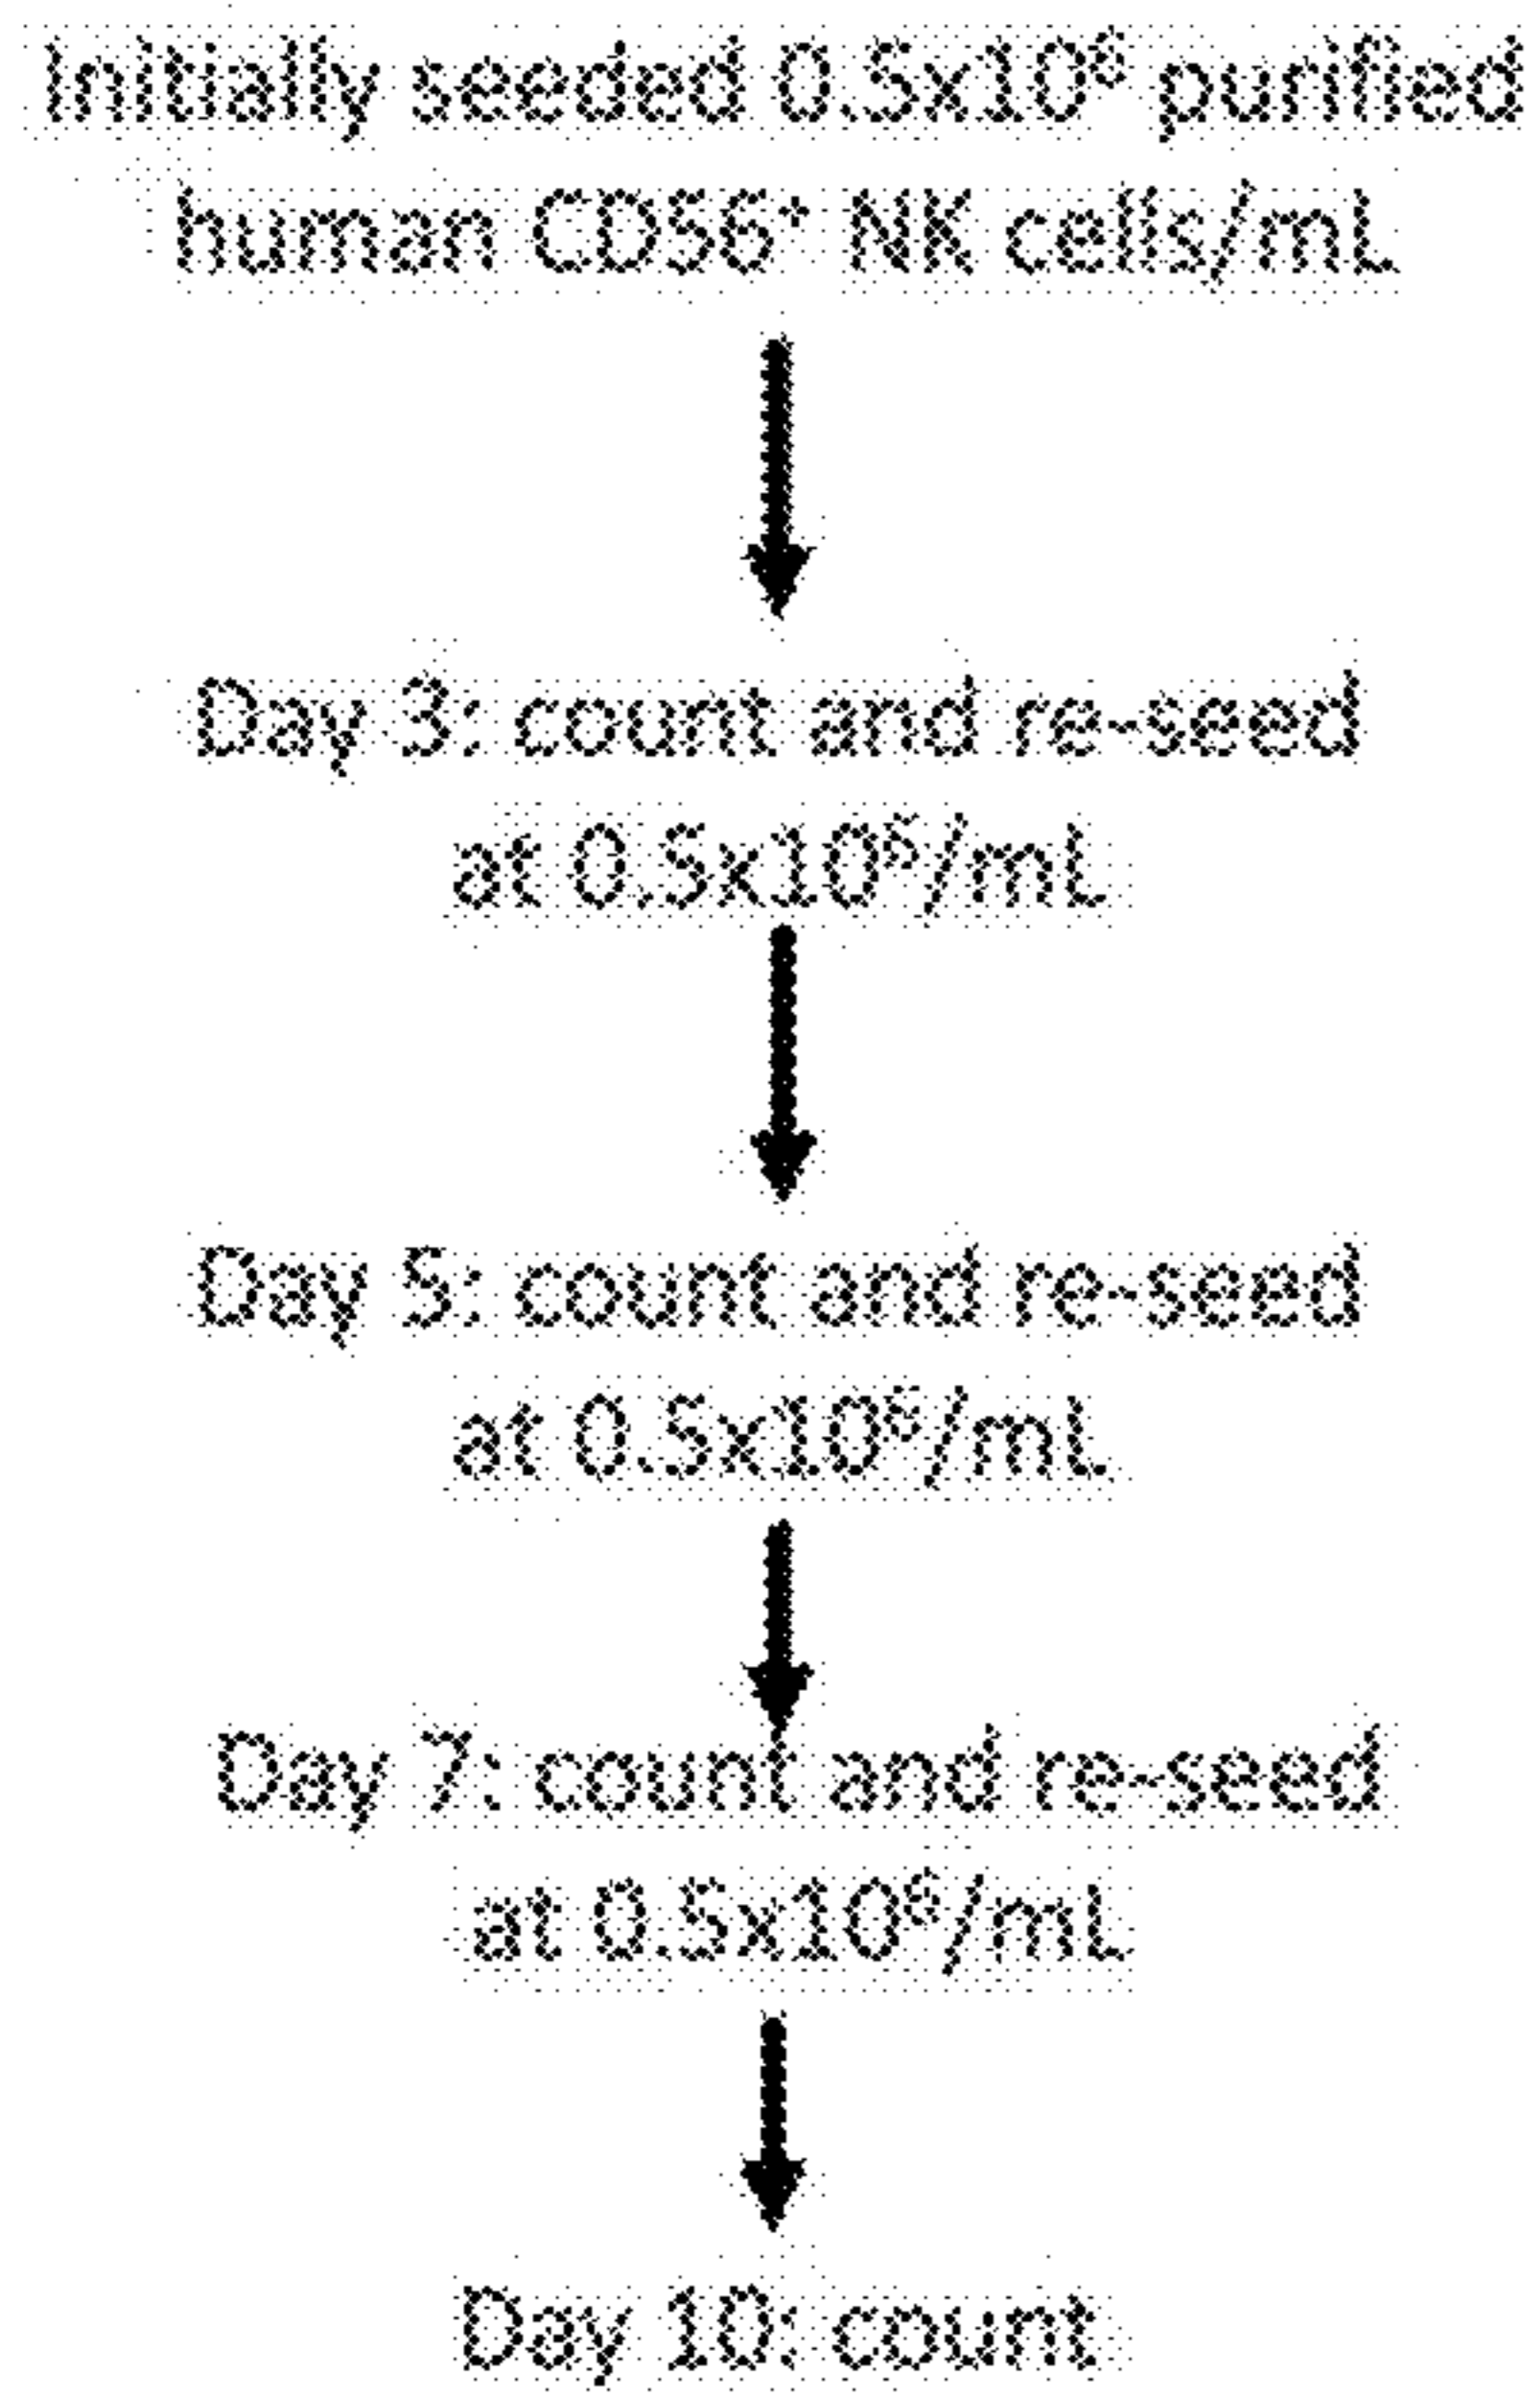 Initially seeded 0.5x10⁶ purified
human CD56⁺ NK cells/mL
Day 3: count and re-seed
at 0.5x10⁶/mL
Day 5: count and re-seed
at 0.5x10⁶/mL
Day 7: count and re-seed
at 0.5x10⁶/mL
Day 10: count